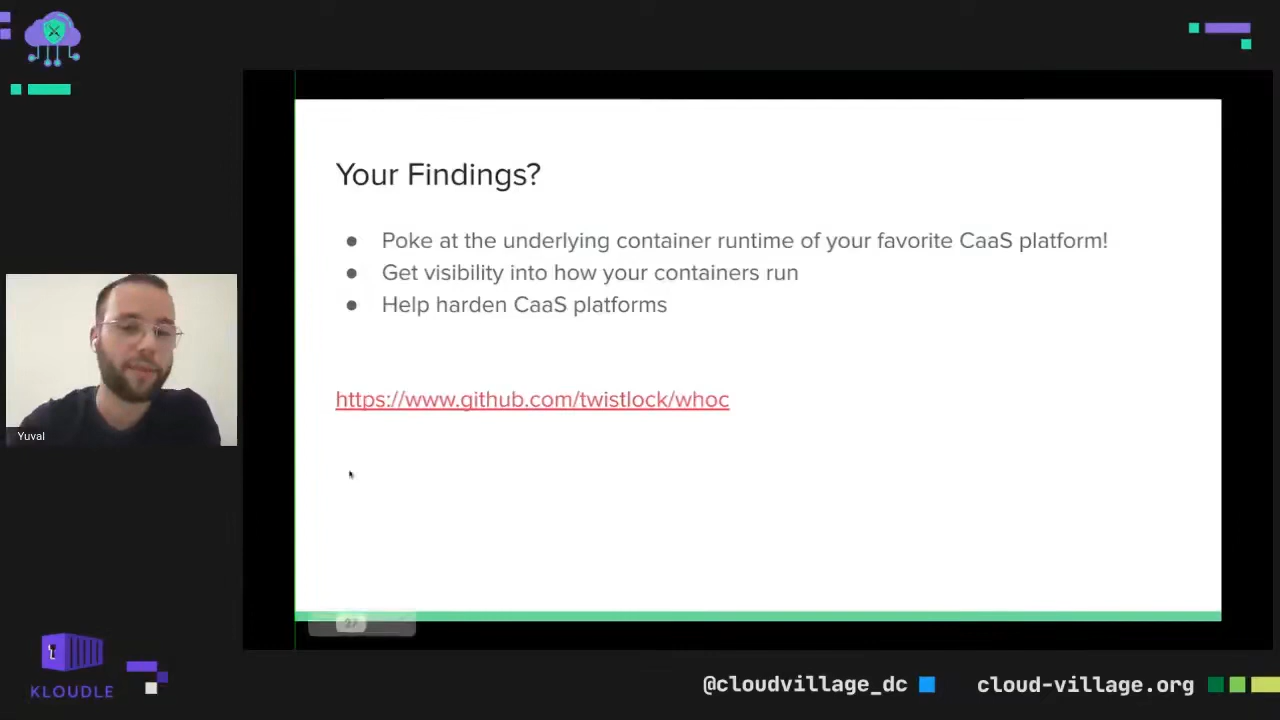 Your Findings?
● Poke at the underlying container runtime of your favorite CaaS platform!
● Get visibility into how your containers run
● Help harden CaaS platforms
https://www.github.com/twistlock/whoc
Yuval
27
KLOUDLE
@cloudvillage_dc
cloud-village.org